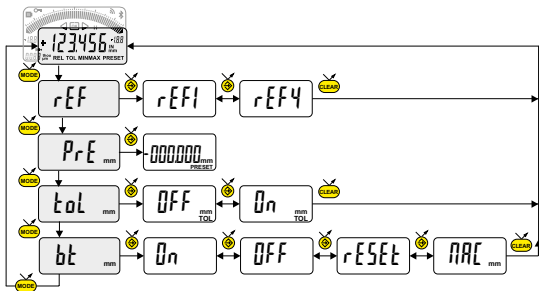 +123.456 IN mm
REL TOL MINMAX PRESET
MODE
rEF rEF1 rEF4 CLEAR
MODE
PrE mm -000.000 mm PRESET
MODE
toL mm OFF mm TOL On mm TOL CLEAR
MODE
bt mm On OFF rESEt MAC mm CLEAR
MODE